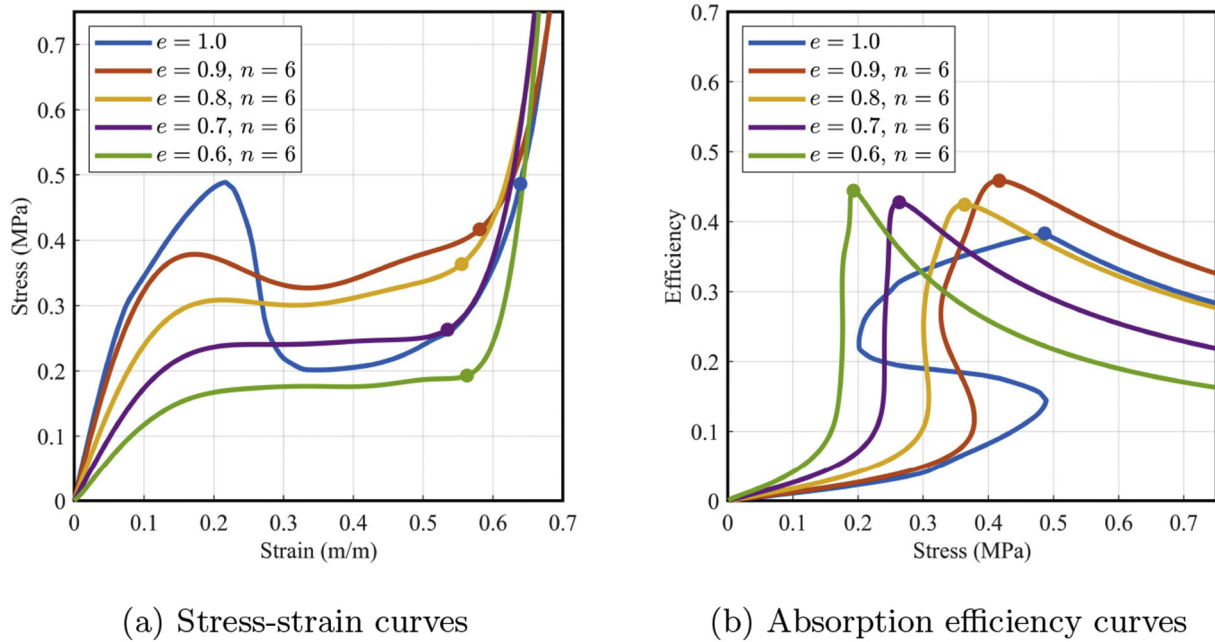 0.7
0.6
0.5
0.4
0.3
0.2
0.1
0
Stress (MPa)
e = 1.0
e = 0.9, n = 6
e = 0.8, n = 6
e = 0.7, n = 6
e = 0.6, n = 6
0 0.1 0.2 0.3 0.4 0.5 0.6 0.7
Strain (m/m)
(a) Stress-strain curves
0.7
0.6
0.5
0.4
0.3
0.2
0.1
0
Efficiency
e = 1.0
e = 0.9, n = 6
e = 0.8, n = 6
e = 0.7, n = 6
e = 0.6, n = 6
0 0.1 0.2 0.3 0.4 0.5 0.6 0.7
Stress (MPa)
(b) Absorption efficiency curves